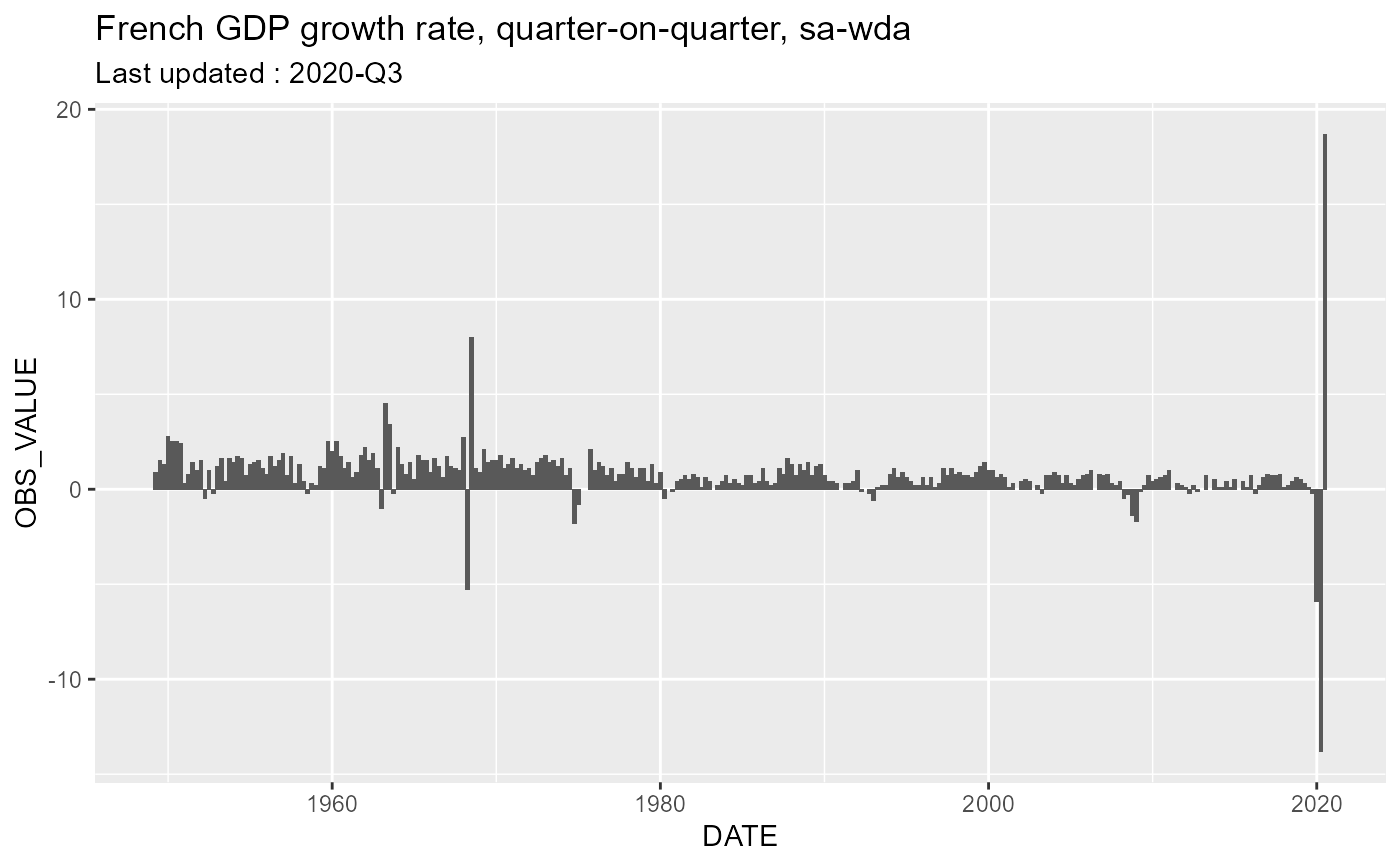 French GDP growth rate, quarter-on-quarter, sa-wda
Last updated : 2020-Q3
20
10
0
-10
OBS_VALUE
1960 1980 2000 2020
DATE